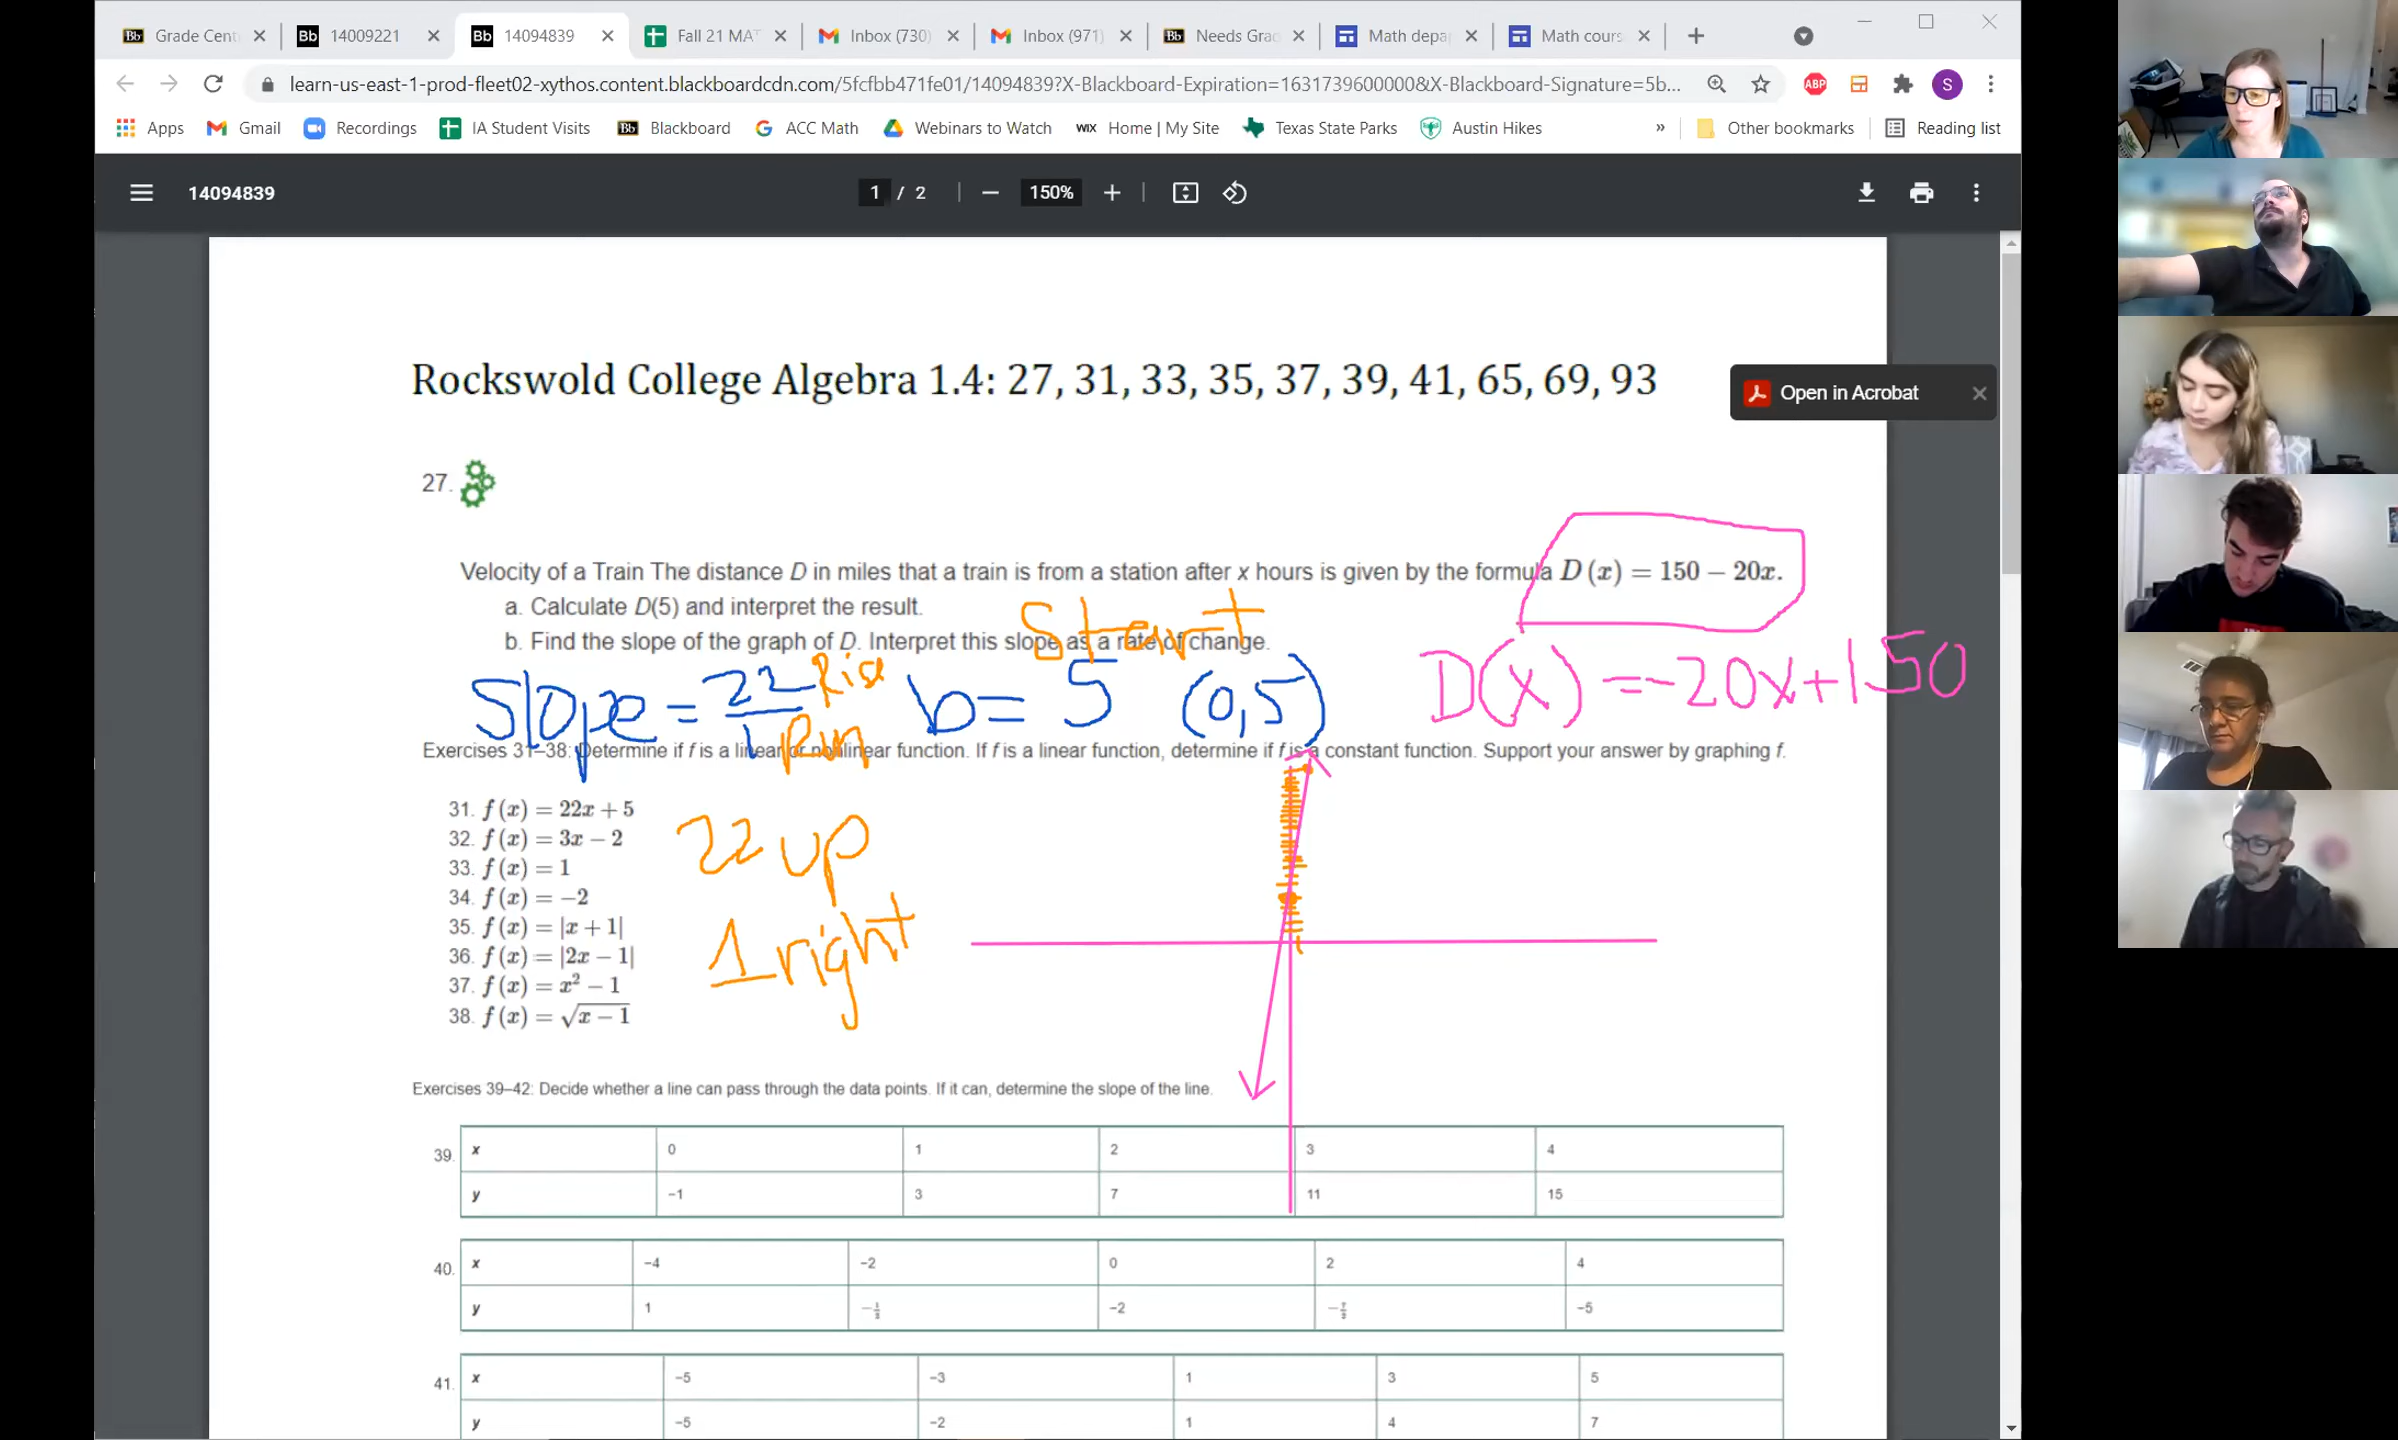 Grade Cent
14009221
14094839
Fall 21 MAT
Inbox (730)
Inbox (971)
Needs Grad
Math depa
Math cours
learn-us-east-1-prod-fleet02-xythos.content.blackboardcdn.com/5fcfbb471fe01/14094839?X-Blackboard-Expiration=1631739600000&X-Blackboard-Signature=5b...
ABP
S
Apps
Gmail
Recordings
IA Student Visits
Blackboard
ACC Math
Webinars to Watch
WIX Home | My Site
Texas State Parks
Austin Hikes
»
Other bookmarks
Reading list
14094839
1 / 2
150%
Rockswold College Algebra 1.4: 27, 31, 33, 35, 37, 39, 41, 65, 69, 93
Open in Acrobat
27.
Velocity of a Train The distance D in miles that a train is from a station after x hours is given by the formula D (x) = 150 − 20x.
a. Calculate D(5) and interpret the result.
Start
b. Find the slope of the graph of D. Interpret this slope as a rate of change.
Slope = 22/1 Rise Run b = 5 (0,5)
D(x) = -20x+150
Exercises 31–38: Determine if f is a linear or nonlinear function. If f is a linear function, determine if f is a constant function. Support your answer by graphing f.
31. f (x) = 22x + 5
32. f (x) = 3x − 2
33. f (x) = 1
34. f (x) = −2
35. f (x) = |x + 1|
36. f (x) = |2x − 1|
37. f (x) = x² − 1
38. f (x) = √x − 1
22 up
1 right
Exercises 39–42: Decide whether a line can pass through the data points. If it can, determine the slope of the line.
39.
x 0 1 2 3 4
y −1 3 7 11 15
40.
x −4 −2 0 2 4
y 1 −2 −5
41.
x −5 −3 1 3 5
y −5 −2 1 4 7